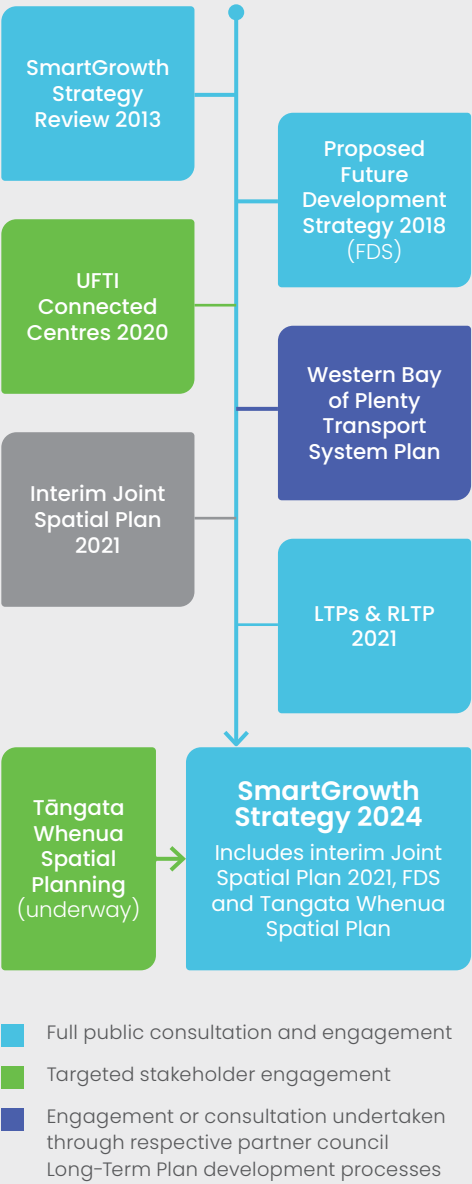 SmartGrowth
Strategy
Review 2013
Proposed
Future
Development
Strategy 2018
(FDS)
UFTI
Connected
Centres 2020
Western Bay
of Plenty
Transport
System Plan
Interim Joint
Spatial Plan
2021
LTPs & RLTP
2021
Tāngata
Whenua
Spatial
Planning
(underway)
SmartGrowth
Strategy 2024
Includes interim Joint
Spatial Plan 2021, FDS
and Tangata Whenua
Spatial Plan
Full public consultation and engagement
Targeted stakeholder engagement
Engagement or consultation undertaken
through respective partner council
Long-Term Plan development processes